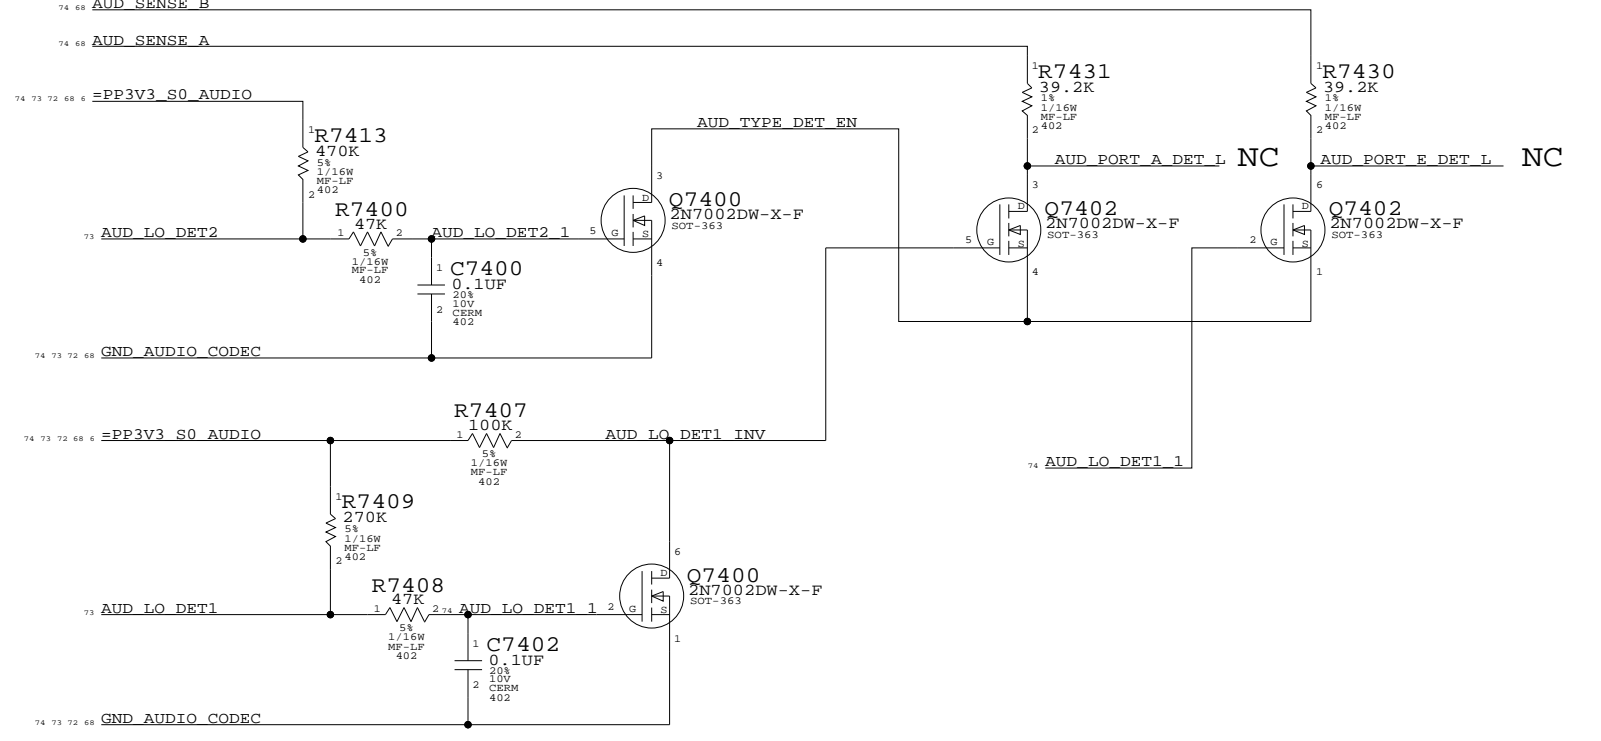 74 68 AUD_SENSE_B
74 68 AUD_SENSE_A
74 73 72 68 6 =PP3V3_S0_AUDIO
1
R7413
470K
5%
1/16W
MF-LF
402
2
R7400
47K
1 2
5%
1/16W
MF-LF
402
73 AUD_LO_DET2
AUD_LO_DET2_1
1
C7400
0.1UF
20%
10V
CERM
402
2
74 73 72 68 GND_AUDIO_CODEC
AUD_TYPE_DET_EN
3
Q7400
2N7002DW-X-F
SOT-363
D
5 G S
4
1
R7431
39.2K
1%
1/16W
MF-LF
402
2
AUD_PORT_A_DET_L NC
3
Q7402
2N7002DW-X-F
SOT-363
D
5 G S
4
1
R7430
39.2K
1%
1/16W
MF-LF
402
2
AUD_PORT_E_DET_L NC
6
Q7402
2N7002DW-X-F
SOT-363
D
2 G S
1
74 73 72 68 6 =PP3V3_S0_AUDIO
R7407
100K
1 2
5%
1/16W
MF-LF
402
AUD_LO_DET1_INV
74 AUD_LO_DET1_1
1
R7409
270K
5%
1/16W
MF-LF
402
2
6
Q7400
2N7002DW-X-F
SOT-363
D
2 G S
1
73 AUD_LO_DET1
R7408
47K
1 2
5%
1/16W
MF-LF
402
74 AUD_LO_DET1_1
1
C7402
0.1UF
20%
10V
CERM
402
2
74 73 72 68 GND_AUDIO_CODEC